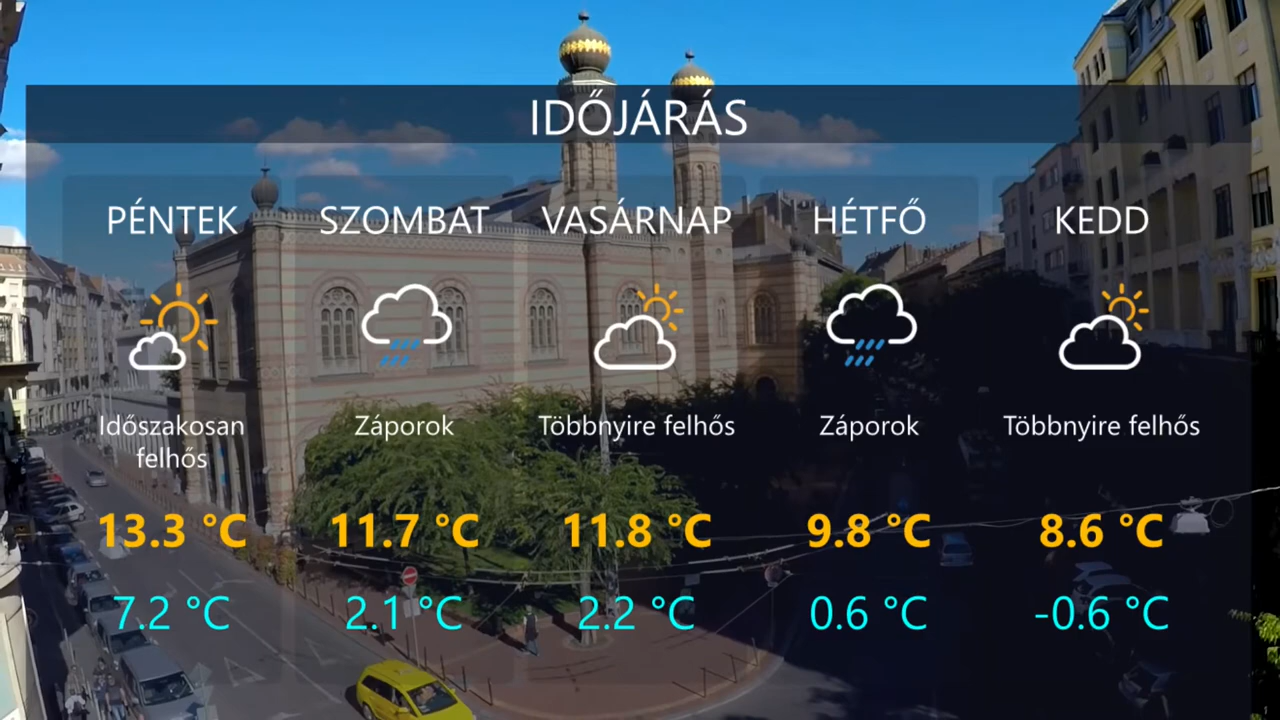 IDŐJÁRÁS
PÉNTEK
Időszakosan
felhős
13.3 °C
7.2 °C
SZOMBAT
Záporok
11.7 °C
2.1 °C
VASÁRNAP
Többnyire felhős
11.8 °C
2.2 °C
HÉTFŐ
Záporok
9.8 °C
0.6 °C
KEDD
Többnyire felhős
8.6 °C
-0.6 °C